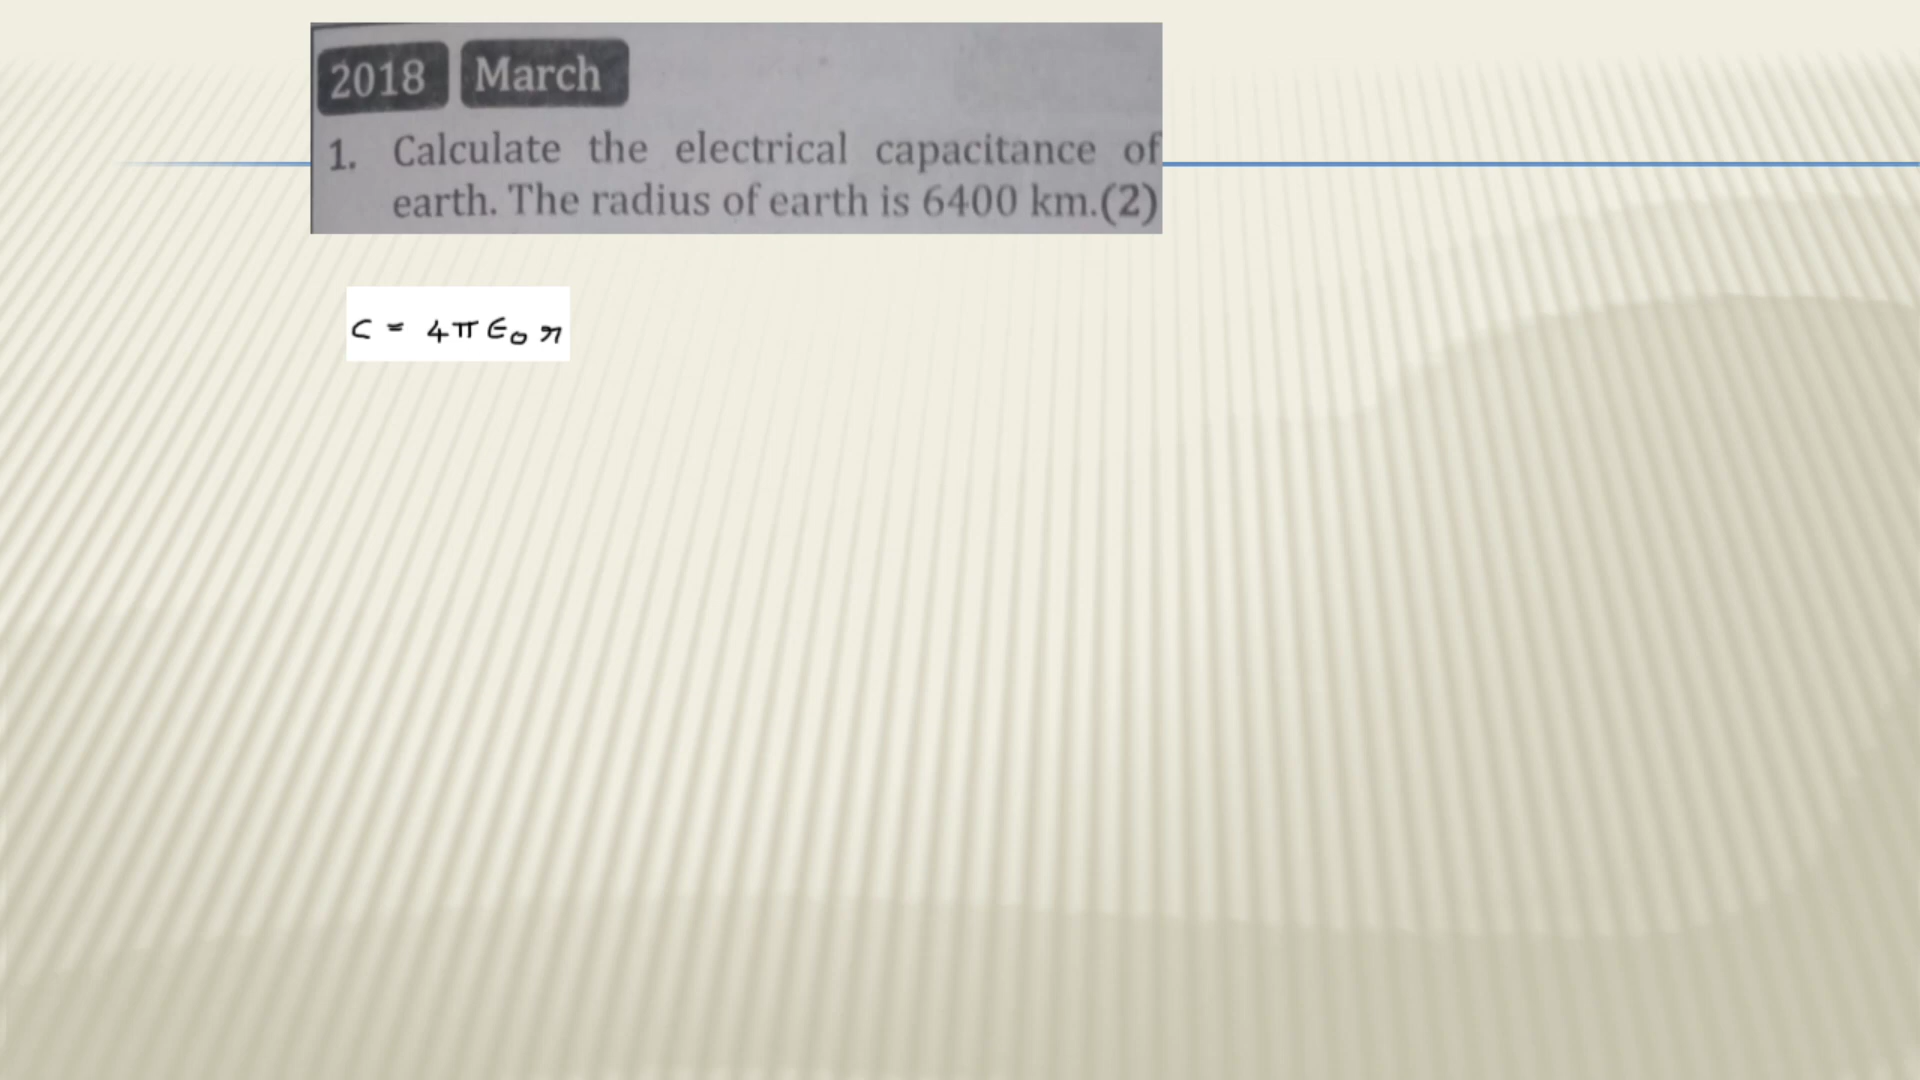 2018 March
1. Calculate the electrical capacitance of
earth. The radius of earth is 6400 km.(2)
C = 4π ϵ₀ r